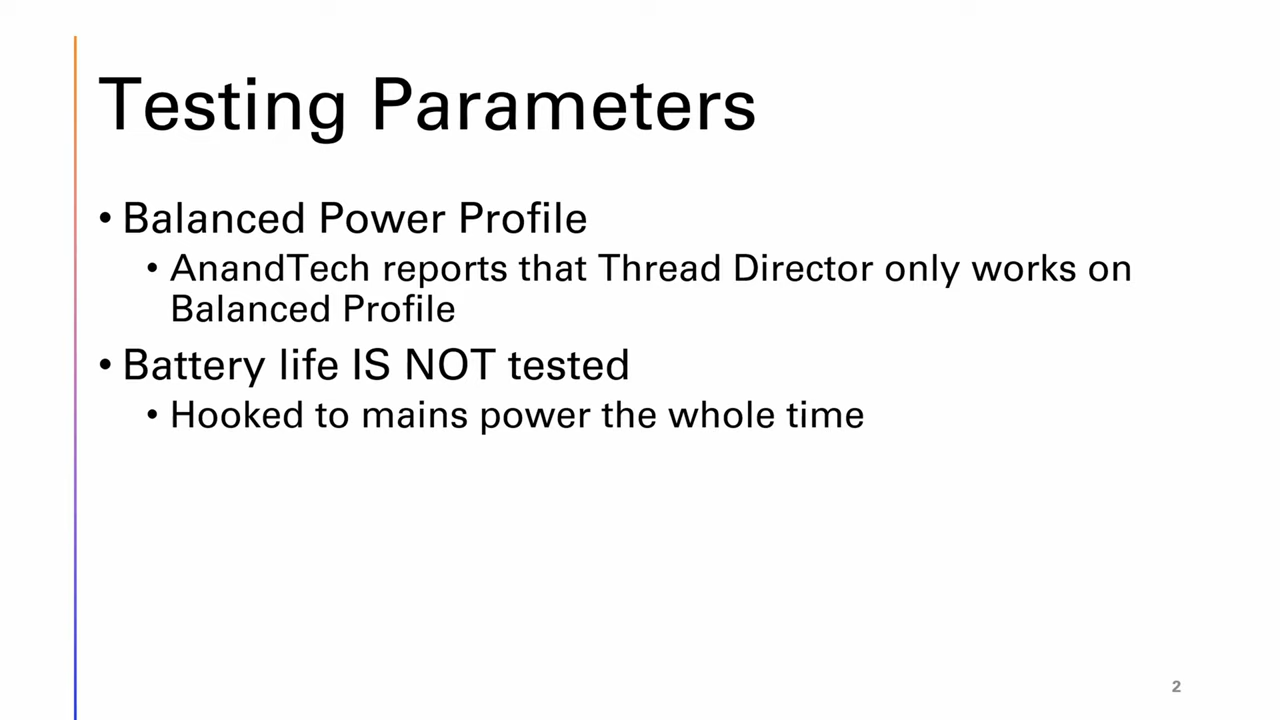 Testing Parameters
• Balanced Power Profile
• AnandTech reports that Thread Director only works on
Balanced Profile
• Battery life IS NOT tested
• Hooked to mains power the whole time
2